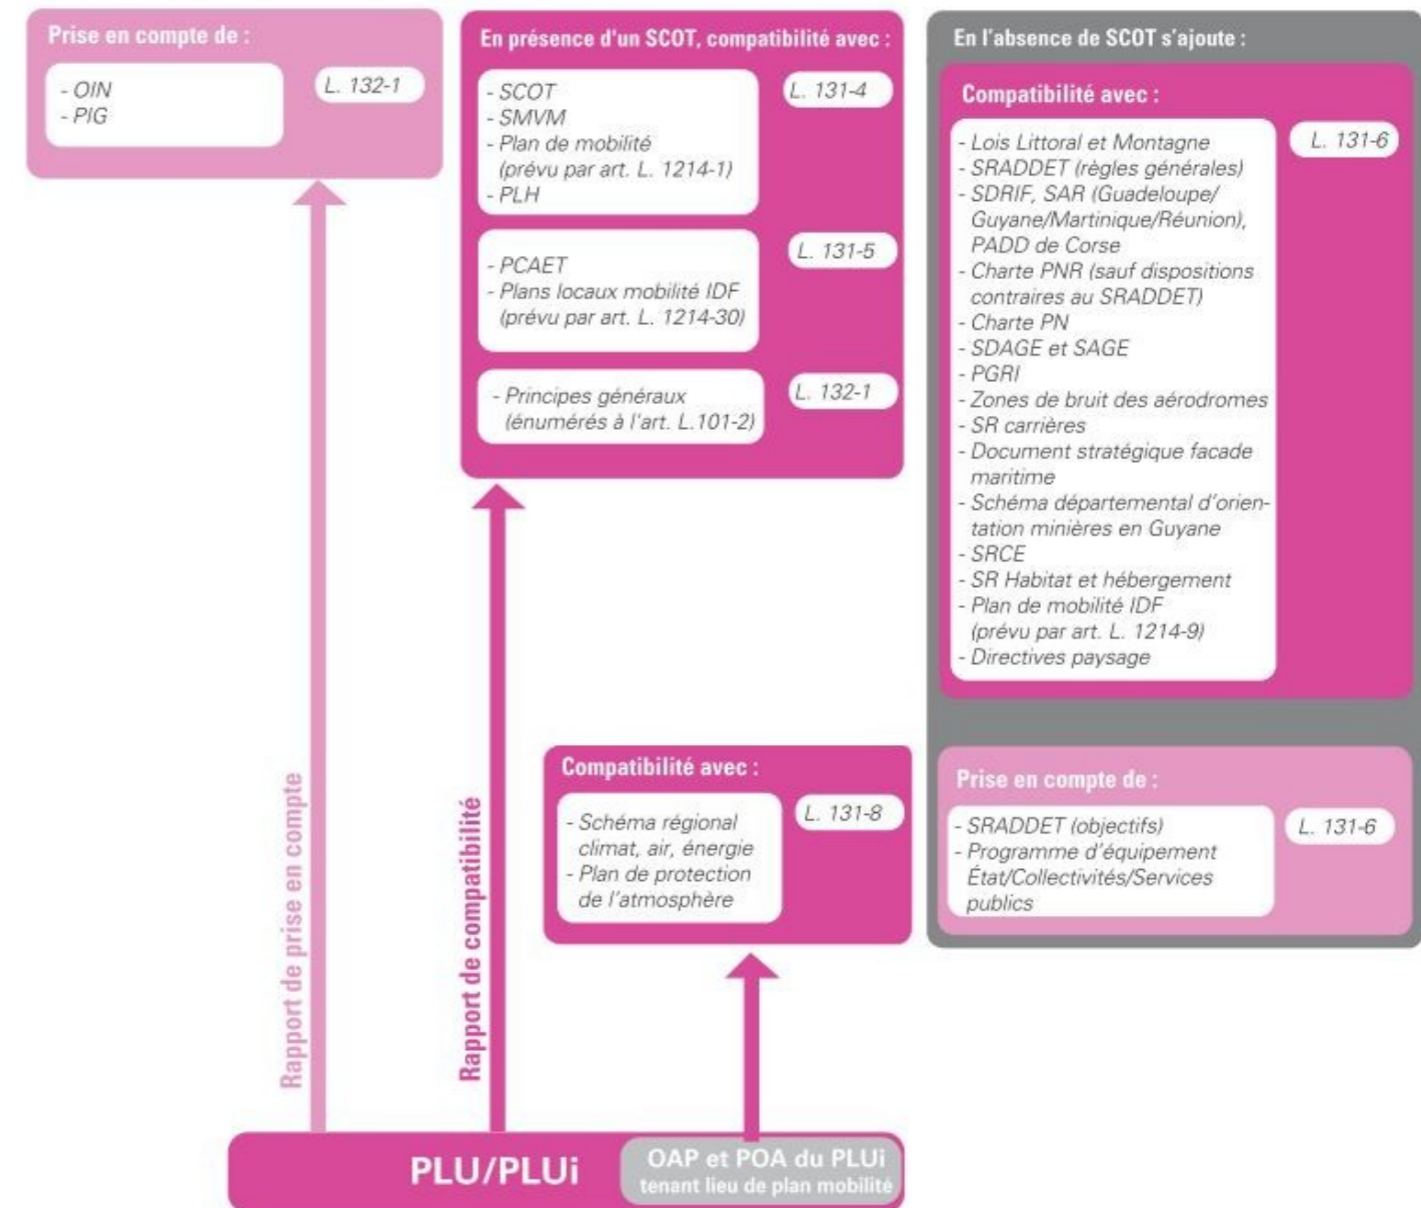 Prise en compte de :
- OIN
- PIG
L. 132-1
En présence d'un SCOT, compatibilité avec :
- SCOT
- SMVM
- Plan de mobilité
(prévu par art. L. 1214-1)
- PLH
L. 131-4
- PCAET
- Plans locaux mobilité IDF
(prévu par art. L. 1214-30)
L. 131-5
- Principes généraux
(énumérés à l'art. L.101-2)
L. 132-1
En l'absence de SCOT s'ajoute :
Compatibilité avec :
- Lois Littoral et Montagne
- SRADDET (règles générales)
- SDRIF, SAR (Guadeloupe/
Guyane/Martinique/Réunion),
PADD de Corse
- Charte PNR (sauf dispositions
contraires au SRADDET)
- Charte PN
- SDAGE et SAGE
- PGRI
- Zones de bruit des aérodromes
- SR carrières
- Document stratégique facade
maritime
- Schéma départemental d'orien-
tation minières en Guyane
- SRCE
- SR Habitat et hébergement
- Plan de mobilité IDF
(prévu par art. L. 1214-9)
- Directives paysage
L. 131-6
Prise en compte de :
- SRADDET (objectifs)
- Programme d'équipement
État/Collectivités/Services
publics
L. 131-6
Compatibilité avec :
- Schéma régional
climat, air, énergie
- Plan de protection
de l'atmosphère
L. 131-8
Rapport de prise en compte
Rapport de compatibilité
PLU/PLUi
OAP et POA du PLUi
tenant lieu de plan mobilité